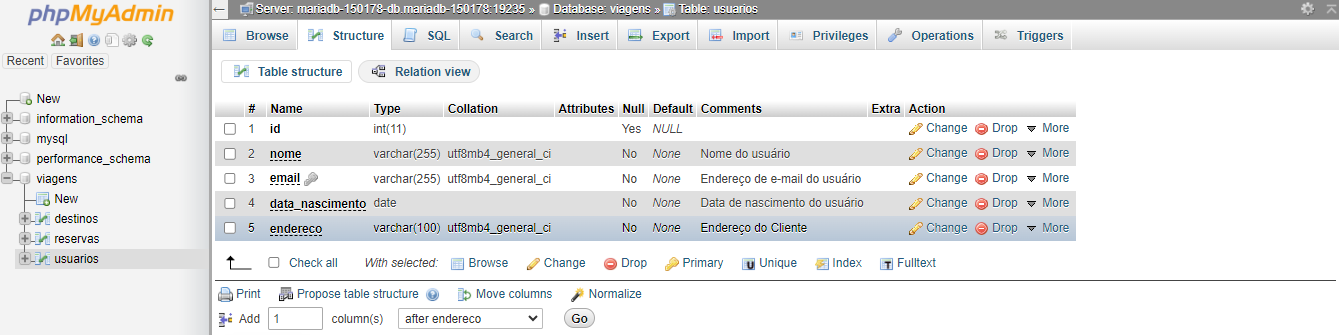 phpMyAdmin
Recent Favorites
New
information_schema
mysql
performance_schema
viagens
New
destinos
reservas
usuarios
Server: mariadb-150178-db.mariadb-150178:19235 » Database: viagens » Table: usuarios
Browse Structure SQL Search Insert Export Import Privileges Operations Triggers
Table structure Relation view
# Name Type Collation Attributes Null Default Comments Extra Action
1 id int(11) Yes NULL Change Drop More
2 nome varchar(255) utf8mb4_general_ci No None Nome do usuário Change Drop More
3 email varchar(255) utf8mb4_general_ci No None Endereço de e-mail do usuário Change Drop More
4 data_nascimento date No None Data de nascimento do usuário Change Drop More
5 endereco varchar(100) utf8mb4_general_ci No None Endereço do Cliente Change Drop More
Check all With selected: Browse Change Drop Primary Unique Index Fulltext
Print Propose table structure Move columns Normalize
Add 1 column(s) after endereco Go